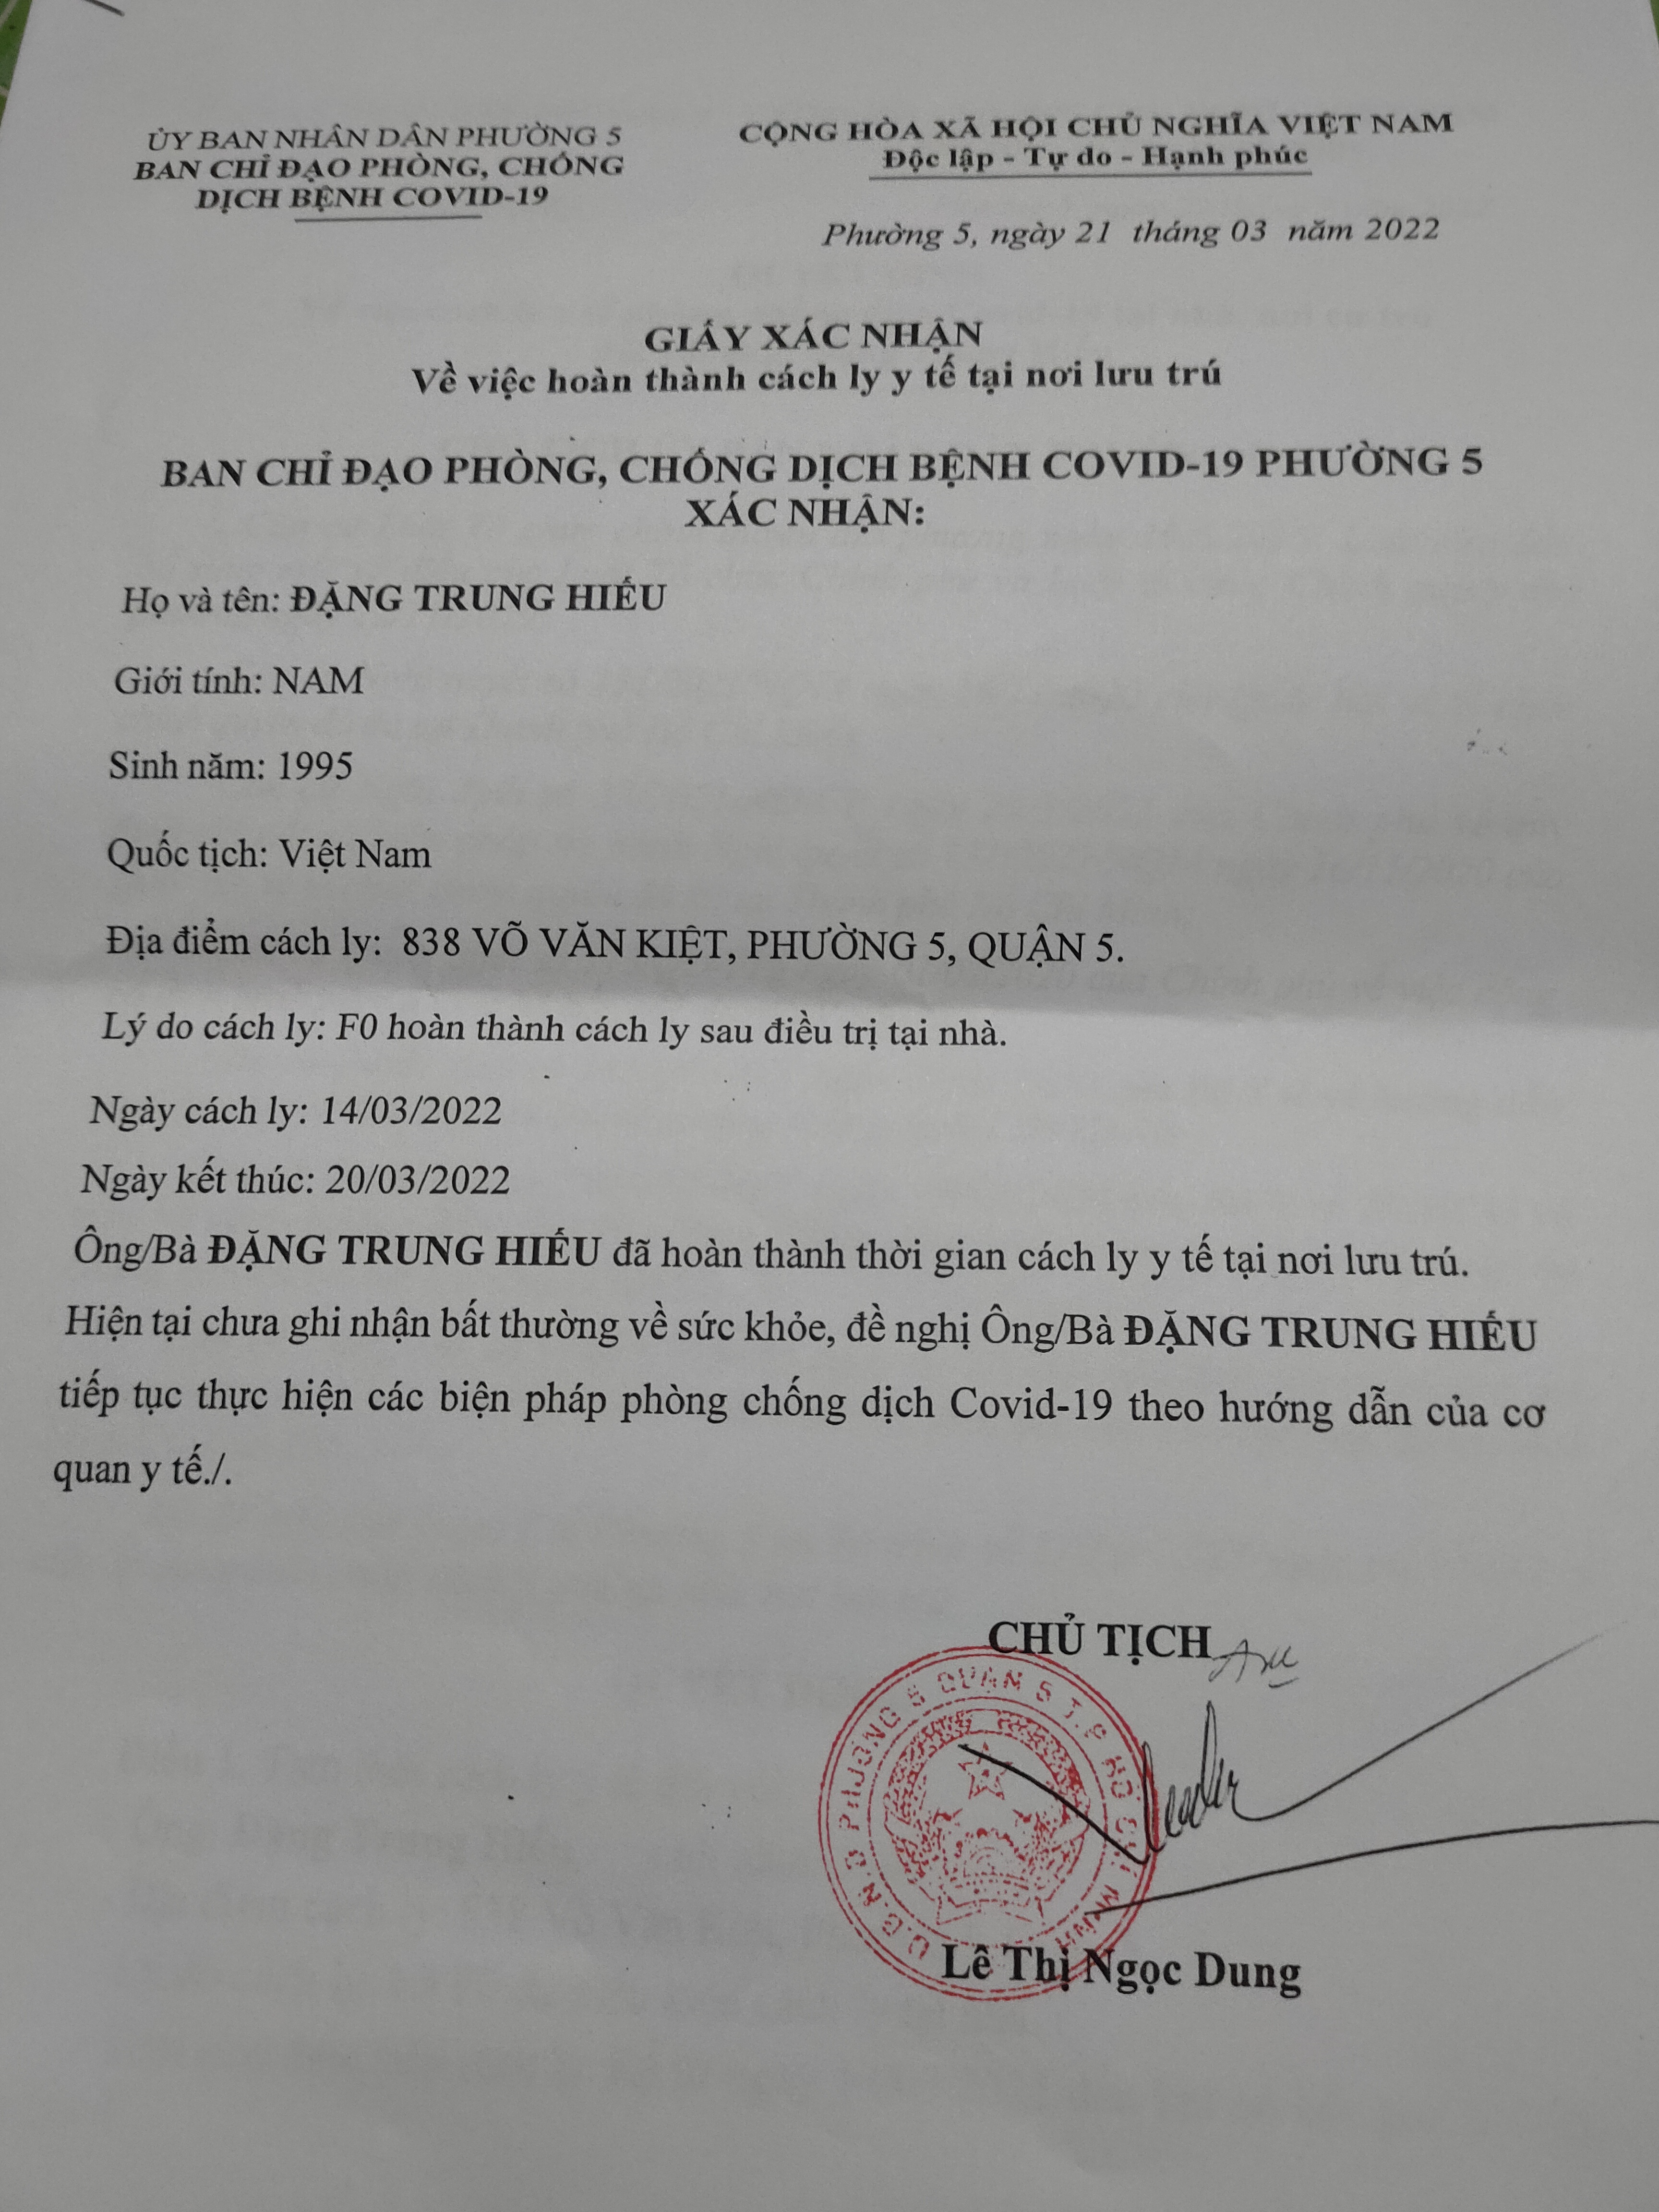 ỦY BAN NHÂN DÂN PHƯỜNG 5
BAN CHỈ ĐẠO PHÒNG, CHỐNG
DỊCH BỆNH COVID-19
CỘNG HÒA XÃ HỘI CHỦ NGHĨA VIỆT NAM
Độc lập - Tự do - Hạnh phúc
Phường 5, ngày 21 tháng 03 năm 2022
GIẤY XÁC NHẬN
Về việc hoàn thành cách ly y tế tại nơi lưu trú
BAN CHỈ ĐẠO PHÒNG, CHỐNG DỊCH BỆNH COVID-19 PHƯỜNG 5
XÁC NHẬN:
Họ và tên: ĐẶNG TRUNG HIẾU
Giới tính: NAM
Sinh năm: 1995
Quốc tịch: Việt Nam
Địa điểm cách ly: 838 VÕ VĂN KIỆT, PHƯỜNG 5, QUẬN 5.
Lý do cách ly: F0 hoàn thành cách ly sau điều trị tại nhà.
Ngày cách ly: 14/03/2022
Ngày kết thúc: 20/03/2022
Ông/Bà ĐẶNG TRUNG HIẾU đã hoàn thành thời gian cách ly y tế tại nơi lưu trú.
Hiện tại chưa ghi nhận bất thường về sức khỏe, đề nghị Ông/Bà ĐẶNG TRUNG HIẾU
tiếp tục thực hiện các biện pháp phòng chống dịch Covid-19 theo hướng dẫn của cơ
quan y tế./.
CHỦ TỊCH
U.B.N.D PHƯỜNG 5 QUẬN 5 T.P HỒ CHÍ MINH
Lê Thị Ngọc Dung